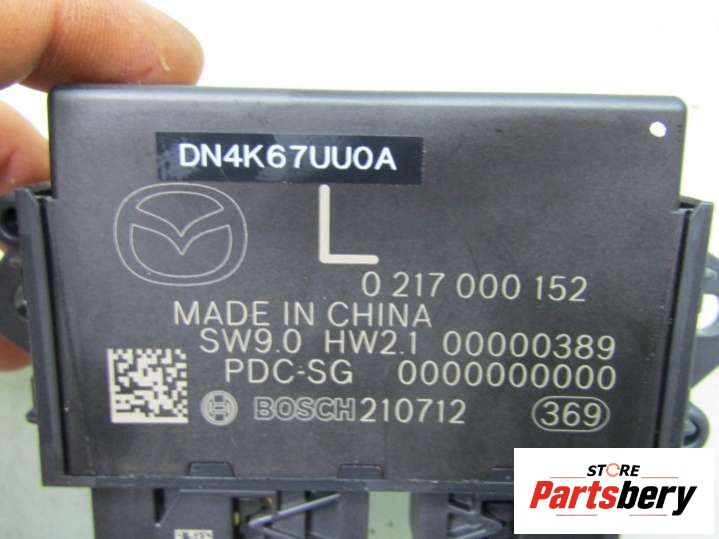 DN4K67UU0A
L
0 217 000 152
MADE IN CHINA
SW9.0 HW2.1 00000389
PDC-SG 0000000000
BOSCH 210712 369
STORE
Partsbery